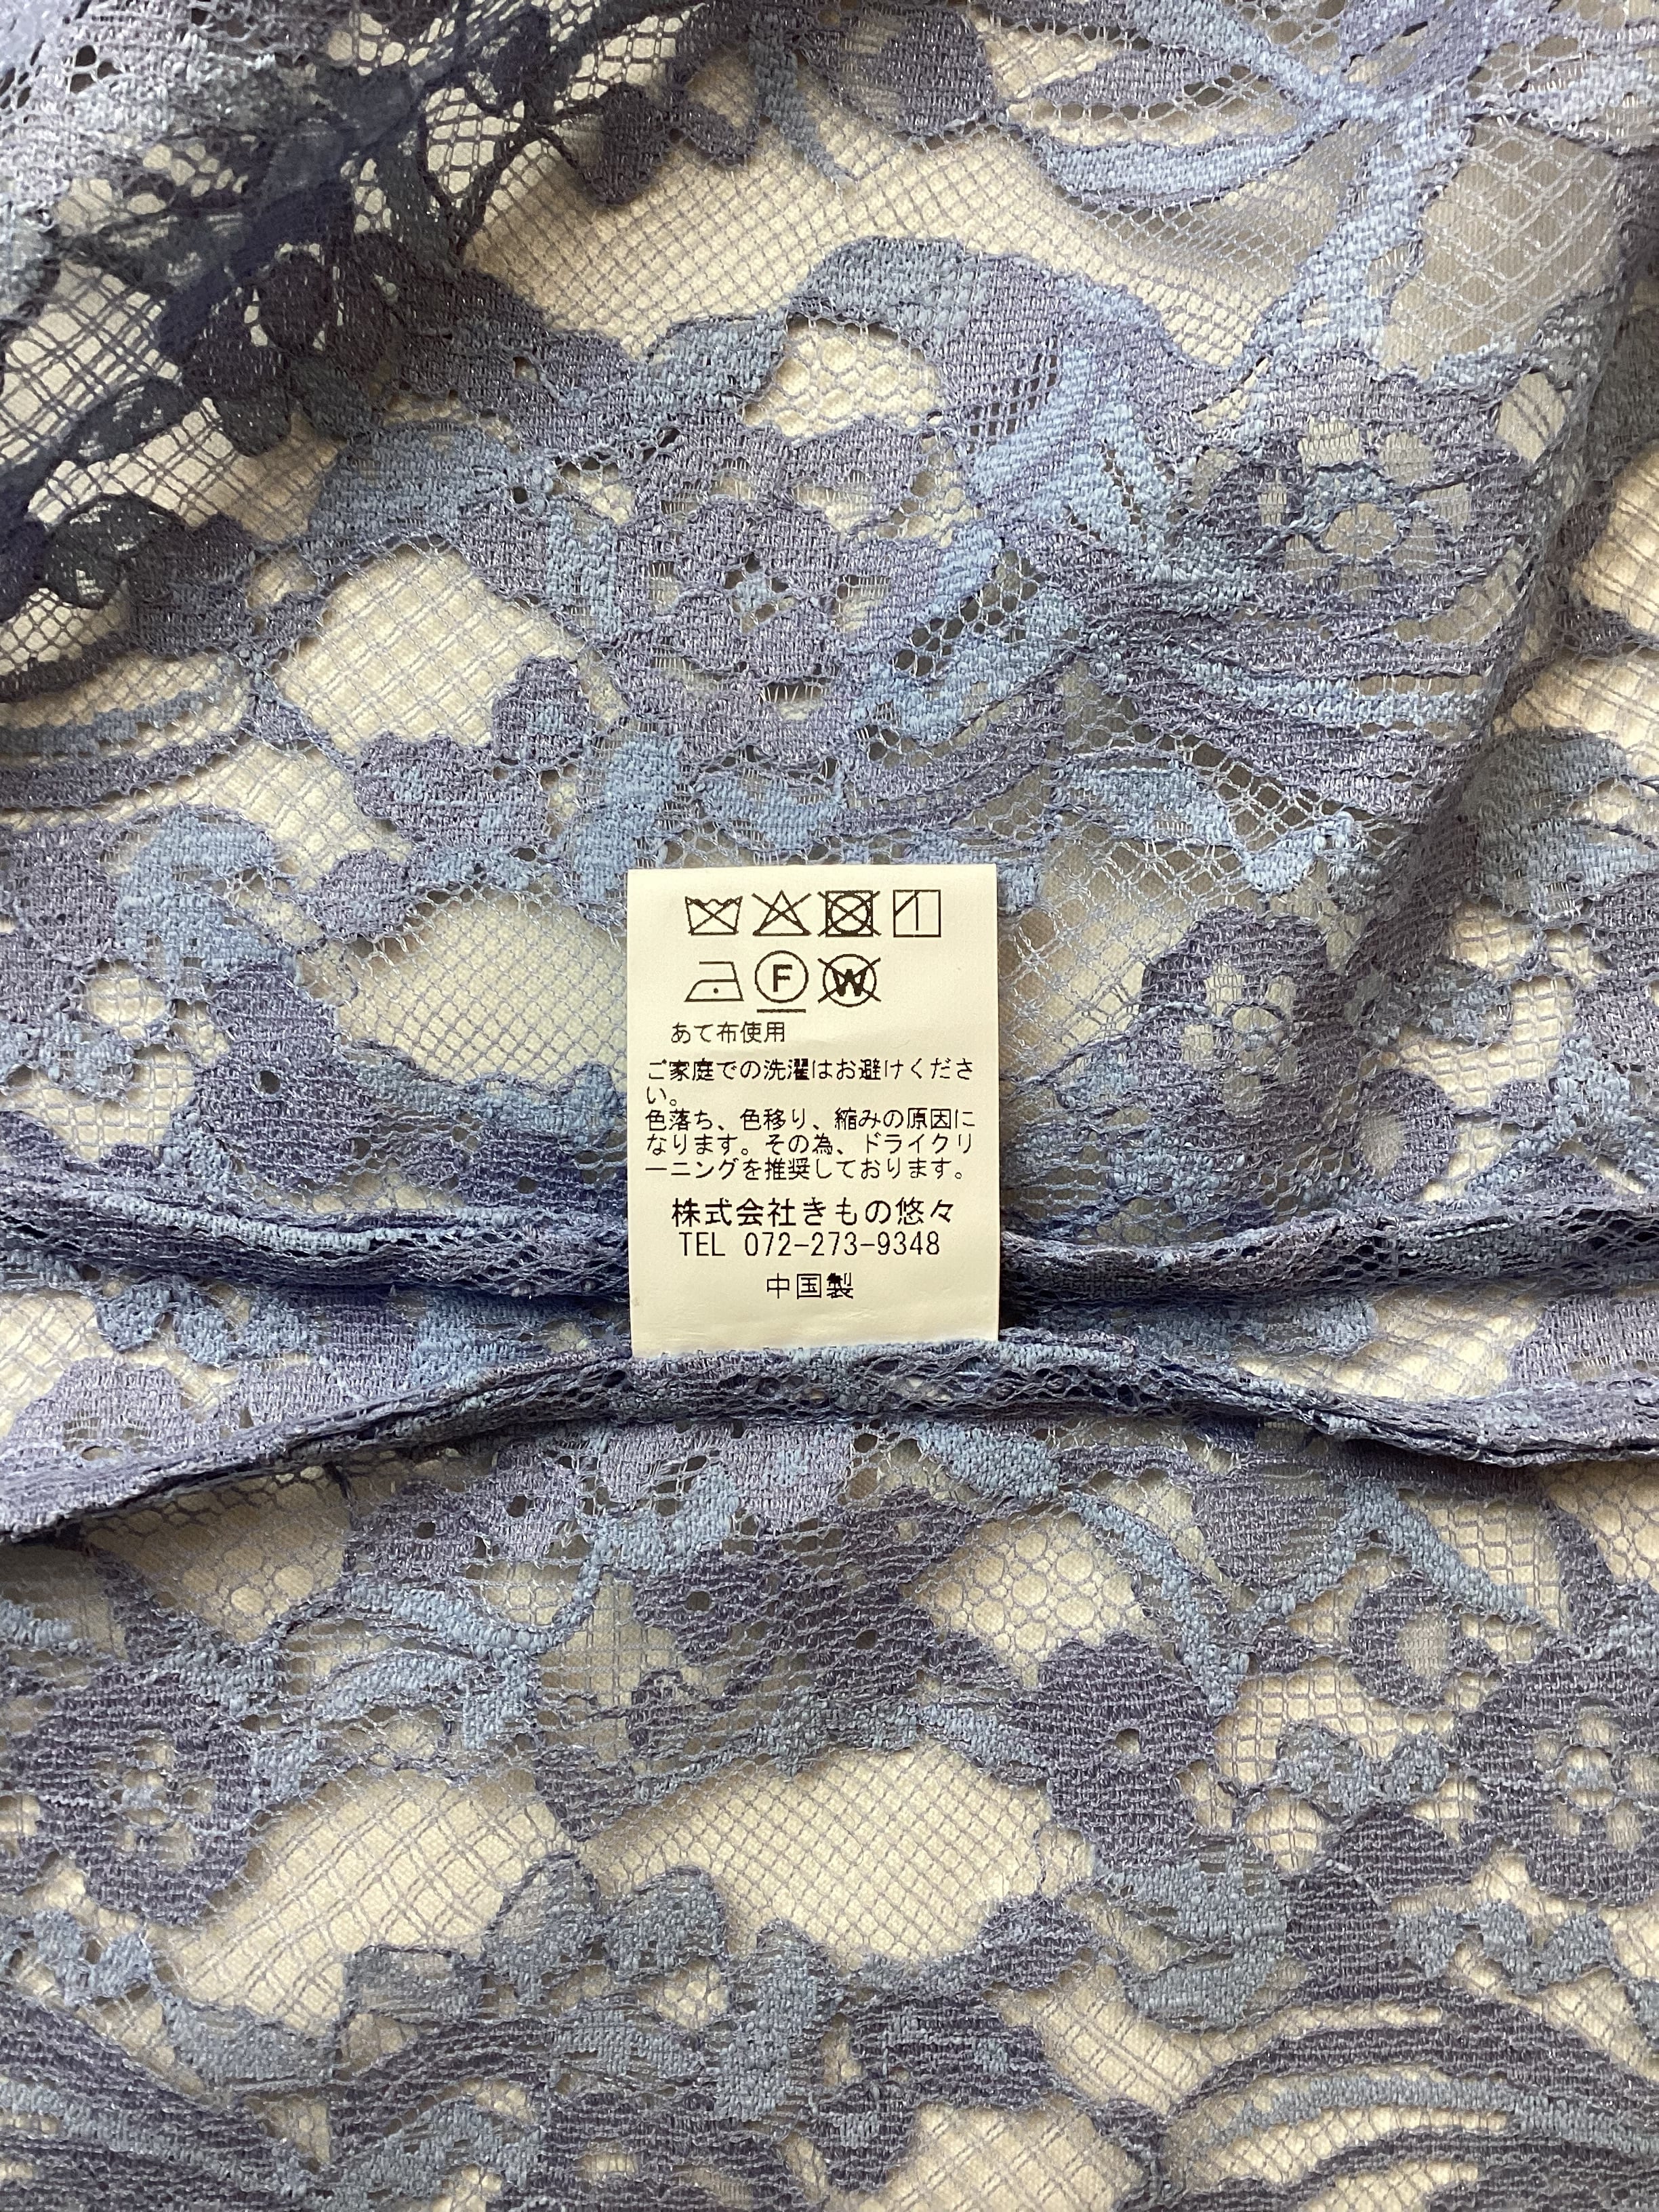 F W
あて布使用
ご家庭での洗濯はお避けくださ
い。
色落ち、色移り、縮みの原因に
なります。その為、ドライクリ
ーニングを推奨しております。
株式会社きもの悠々
TEL 072-273-9348
中国製